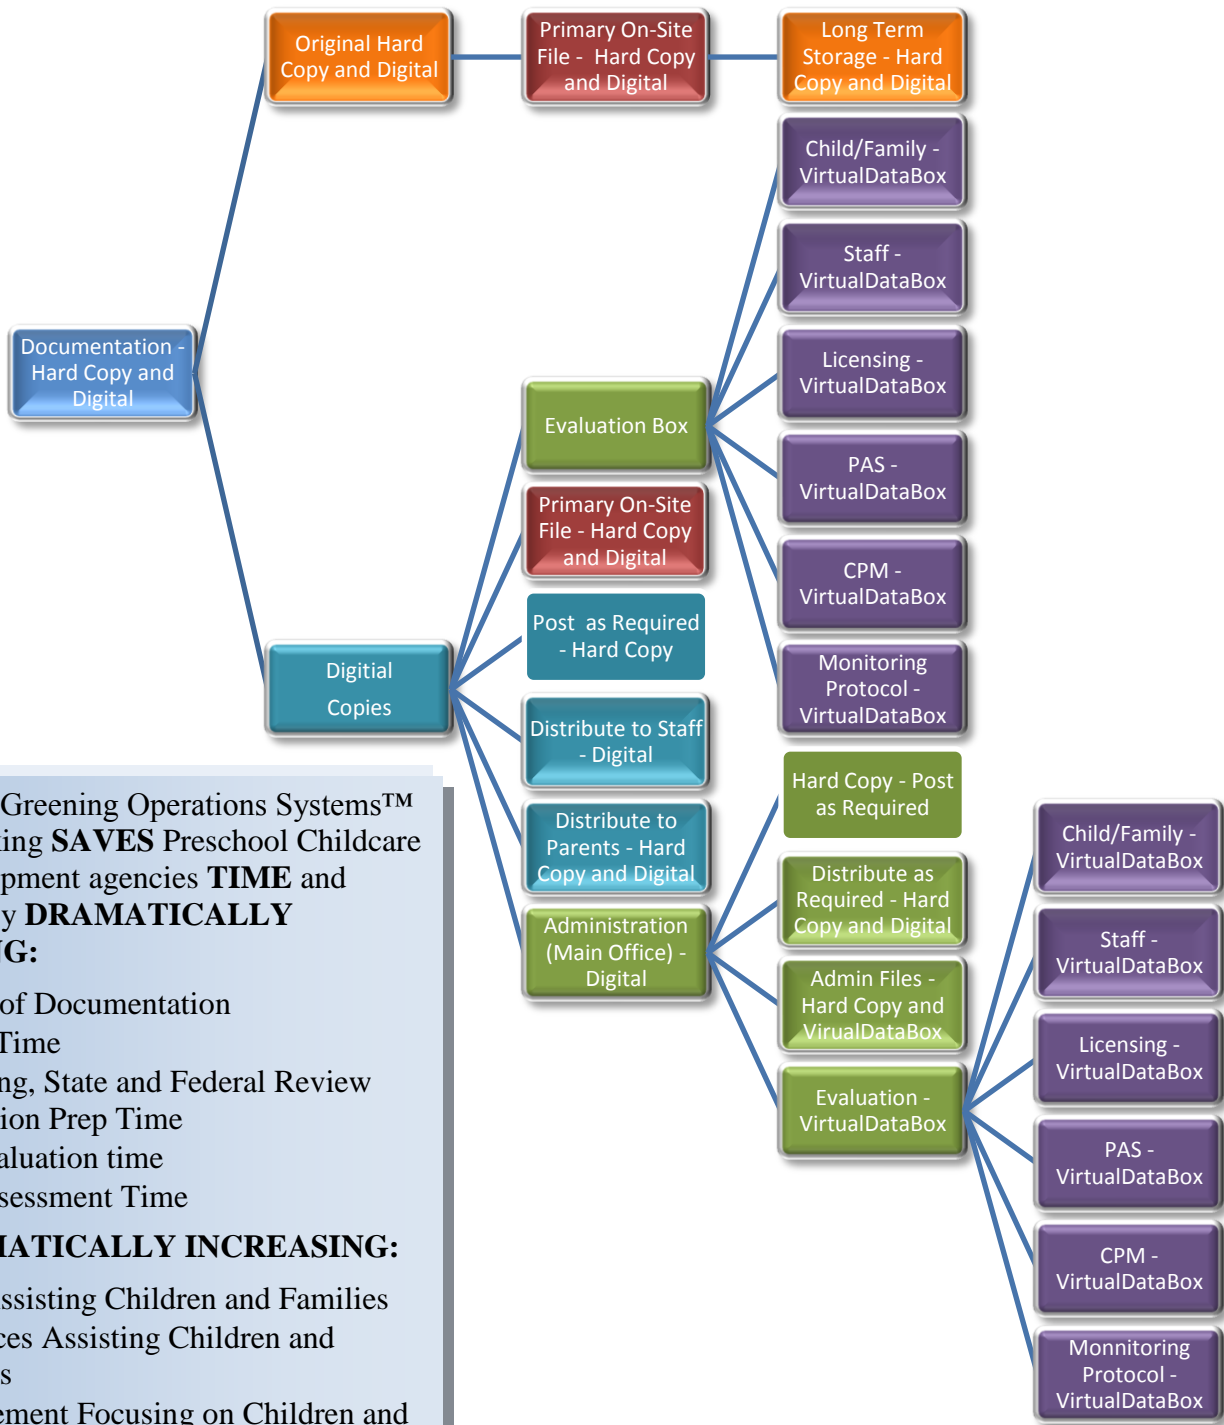 Original Hard
Copy and Digital
Primary On-Site
File - Hard Copy
and Digital
Long Term
Storage - Hard
Copy and Digital
Child/Family -
VirtualDataBox
Staff -
VirtualDataBox
Licensing -
VirtualDataBox
PAS -
VirtualDataBox
CPM -
VirtualDataBox
Monitoring
Protocol -
VirtualDataBox
Documentation -
Hard Copy and
Digital
Evaluation Box
Primary On-Site
File - Hard Copy
and Digital
Post as Required
- Hard Copy
Digitial
Copies
Distribute to Staff
- Digital
Distribute to
Parents - Hard
Copy and Digital
Administration
(Main Office) -
Digital
Hard Copy - Post
as Required
Distribute as
Required - Hard
Copy and Digital
Admin Files -
Hard Copy and
VirualDataBox
Evaluation -
VirtualDataBox
Child/Family -
VirtualDataBox
Staff -
VirtualDataBox
Licensing -
VirtualDataBox
PAS -
VirtualDataBox
CPM -
VirtualDataBox
Monnitoring
Protocol -
VirtualDataBox
Greening Operations Systems™
king SAVES Preschool Childcare
pment agencies TIME and
y DRAMATICALLY
NG:
of Documentation
Time
ng, State and Federal Review
tion Prep Time
aluation time
sessment Time
MATICALLY INCREASING:
ssisting Children and Families
ces Assisting Children and
s
ement Focusing on Children and